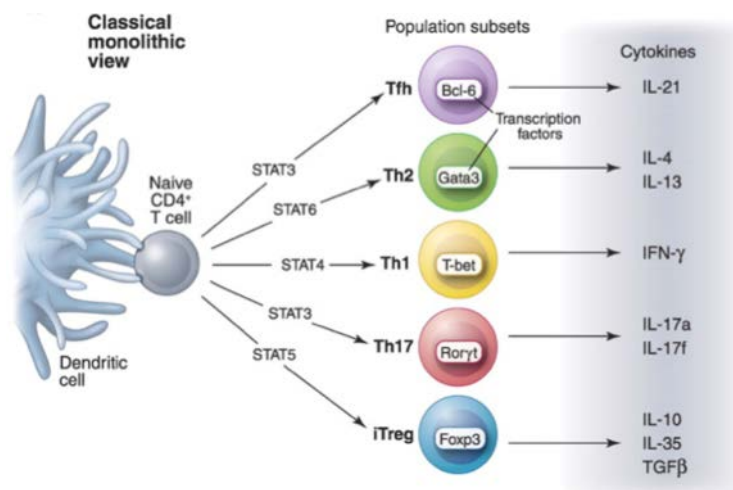 Classical
monolithic
view
Population subsets
Cytokines
Naive
CD4+
T cell
Dendritic
cell
STAT3
Tfh
Bcl-6
IL-21
Transcription
factors
STAT6
Th2
Gata3
IL-4
IL-13
STAT4
Th1
T-bet
IFN-γ
STAT3
Th17
Rorγt
IL-17a
IL-17f
STAT5
iTreg
Foxp3
IL-10
IL-35
TGFβ